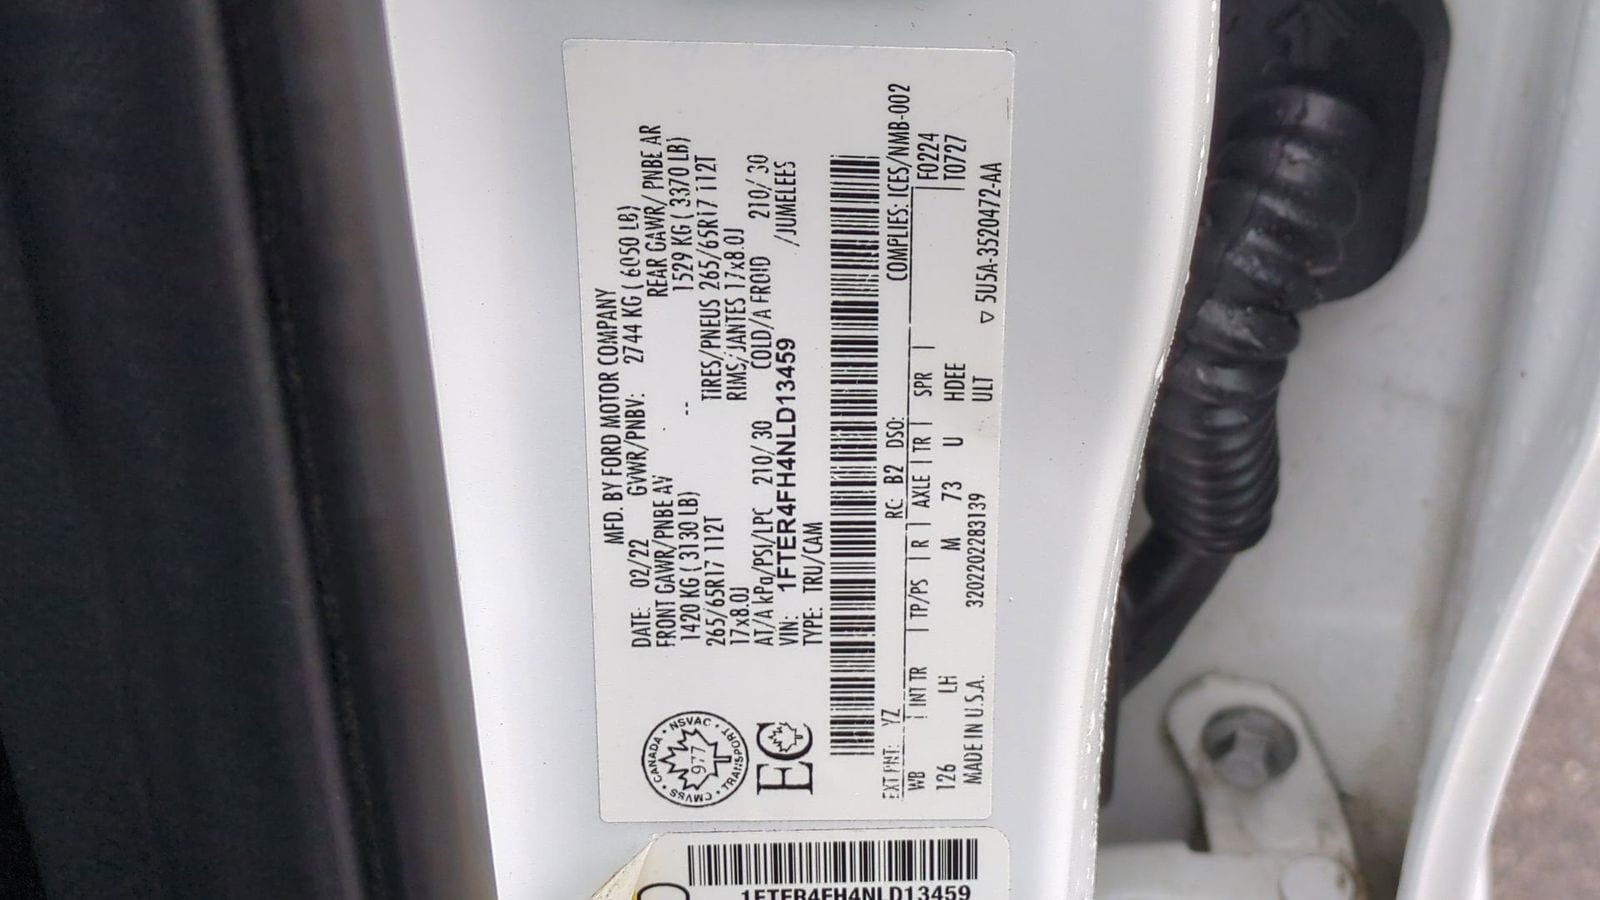 MFD. BY FORD MOTOR COMPANY
DATE: 02/22 GVWR/PNBV: 2744 KG ( 6050 LB)
FRONT GAWR/PNBE AV REAR GAWR/ PNBE AR
1420 KG ( 3130 LB) -- 1529 KG ( 3370 LB)
265/65R17 112T TIRES/PNEUS 265/65R17 112T
17x8.0J RIMS/JANTES 17x8.0J
AT/A kPa/PSI/LPC 210/30 COLD/A FROID 210/30
VIN: 1FTER4FH4NLD13459 /JUMELEES
TYPE: TRU/CAM
CANADA • NSVAC • TRANSPORT • CMVSS
977
EC
EXT PNT: YZ RC: B2 DSO: COMPLIES: ICES/NMB-002
WB | INT TR | TP/PS | R | AXLE | TR | SPR | F0224
126 LH M 73 U HDEE T0727
MADE IN U.S.A. 3202202283139 ULT 5U5A-3520472-AA
1FTER4FH4NLD13459